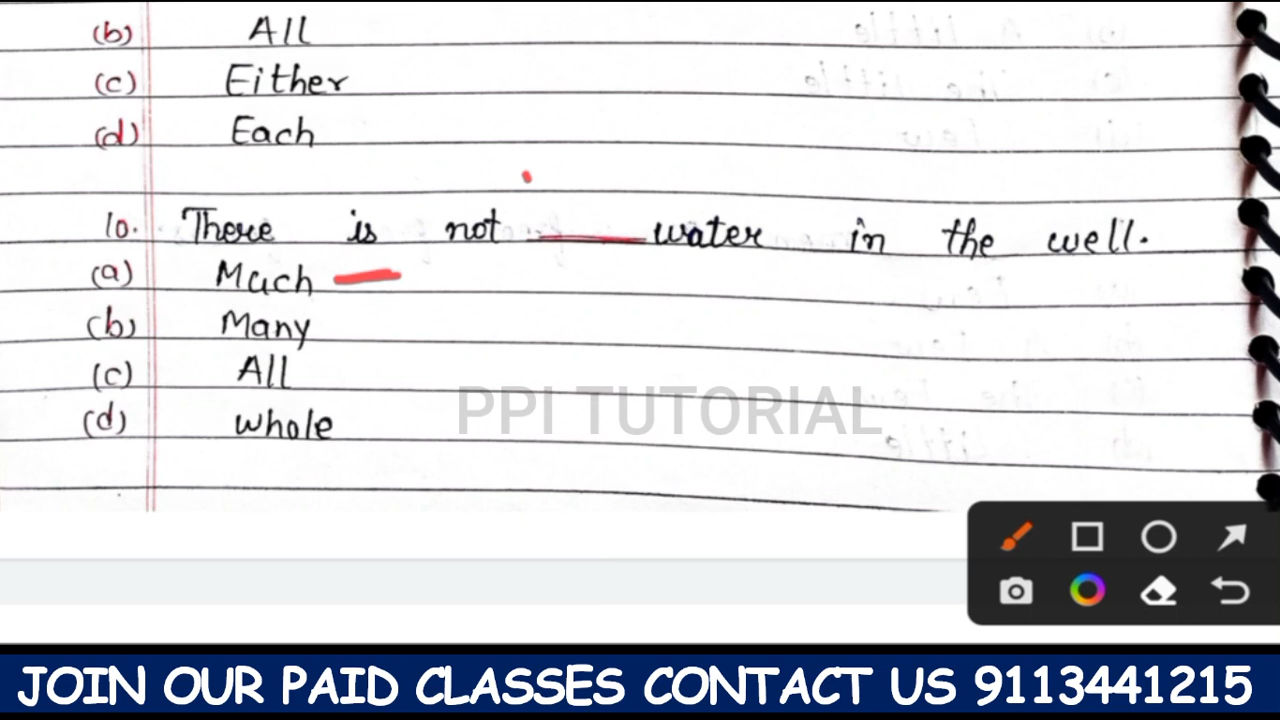 (b) All
(c) Either
(d) Each
10. There is not ____ water in the well.
(a) Much
(b) Many
(c) All
(d) whole
PPI TUTORIAL
JOIN OUR PAID CLASSES CONTACT US 9113441215